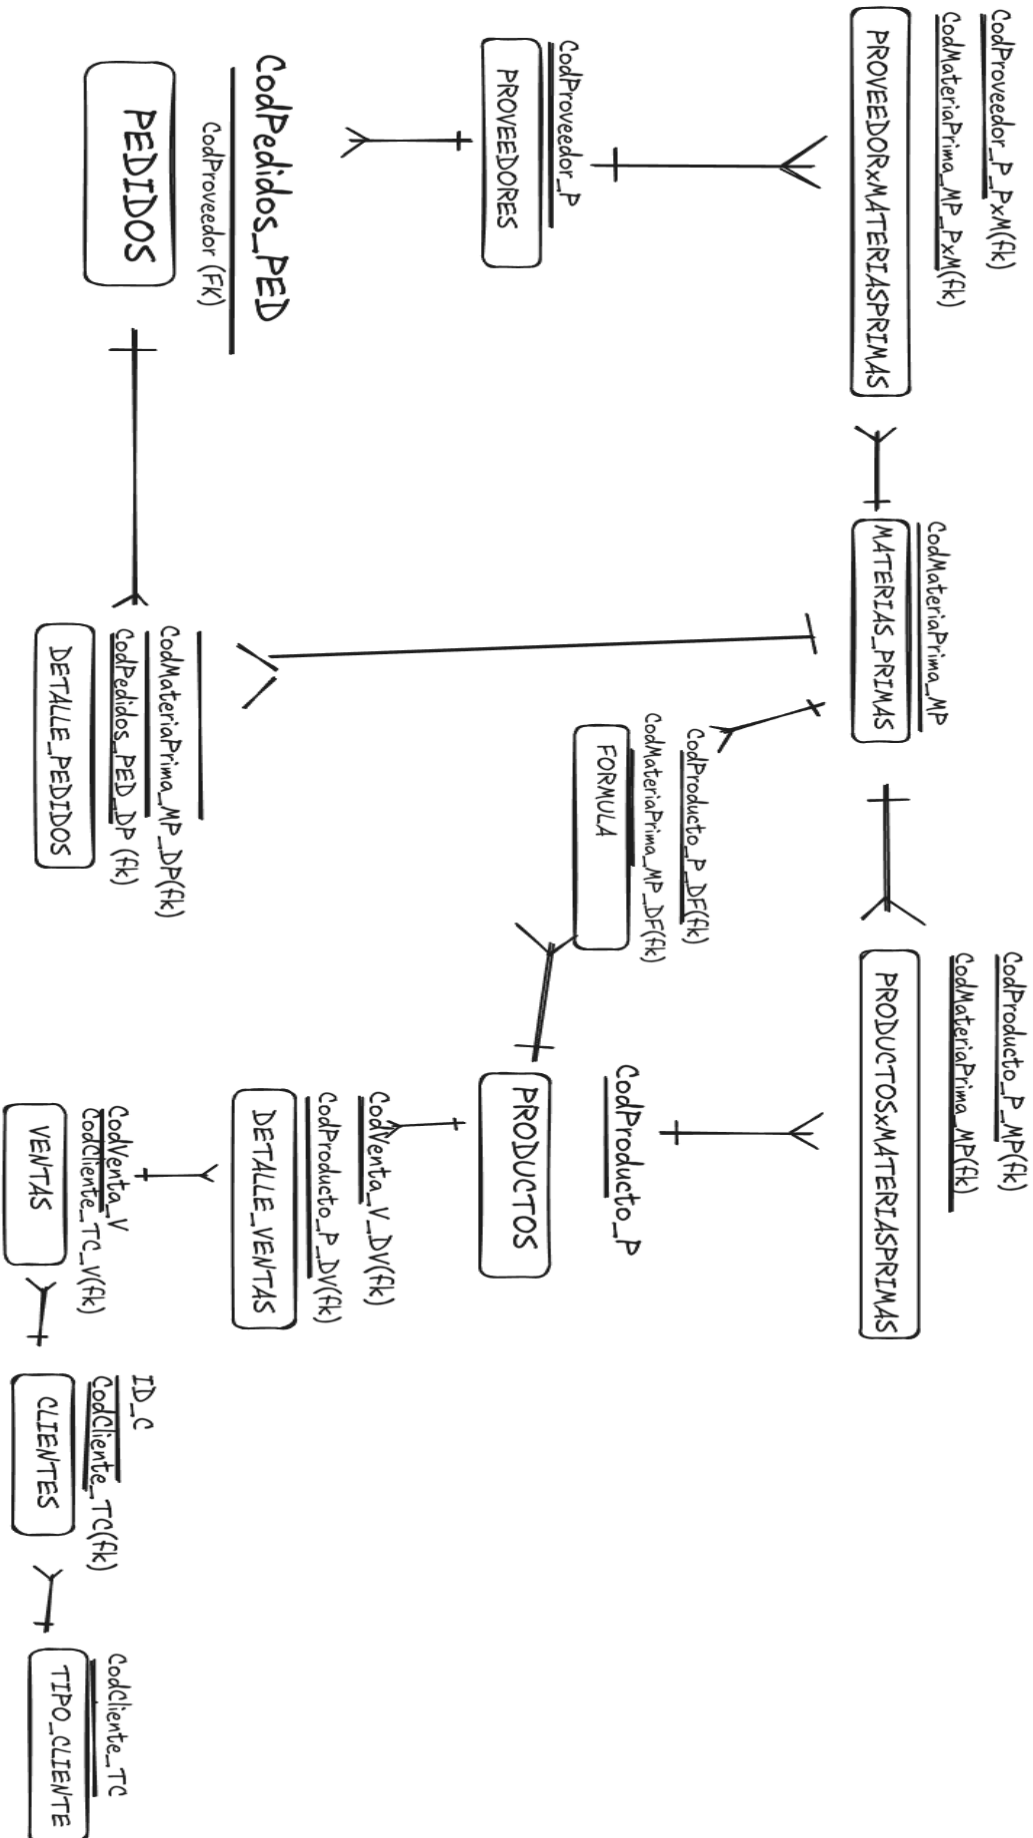 CodProveedor_P_PxM(fk)
CodMateriaPrima_MP_PxM(fk)
PROVEEDORxMATERIASPRIMAS
CodMateriaPrima_MP
MATERIAS_PRIMAS
CodProducto_P_MP(fk)
CodMateriaPrima_MP(fk)
PRODUCTOSxMATERIASPRIMAS
CodProveedor_P
PROVEEDORES
CodProducto_P_DF(fk)
CodMateriaPrima_MP_DF(fk)
FORMULA
CodProducto_P
PRODUCTOS
CodPedidos_PED
CodProveedor (FK)
PEDIDOS
CodMateriaPrima_MP_DP(fk)
CodPedidos_PED_DP (fk)
DETALLE_PEDIDOS
CodVenta_V_DV(fk)
CodProducto_P_DV(fk)
DETALLE_VENTAS
CodVenta_V
CodCliente_TC_V(fk)
VENTAS
ID_C
CodCliente_TC(fk)
CLIENTES
CodCliente_TC
TIPO_CLIENTE